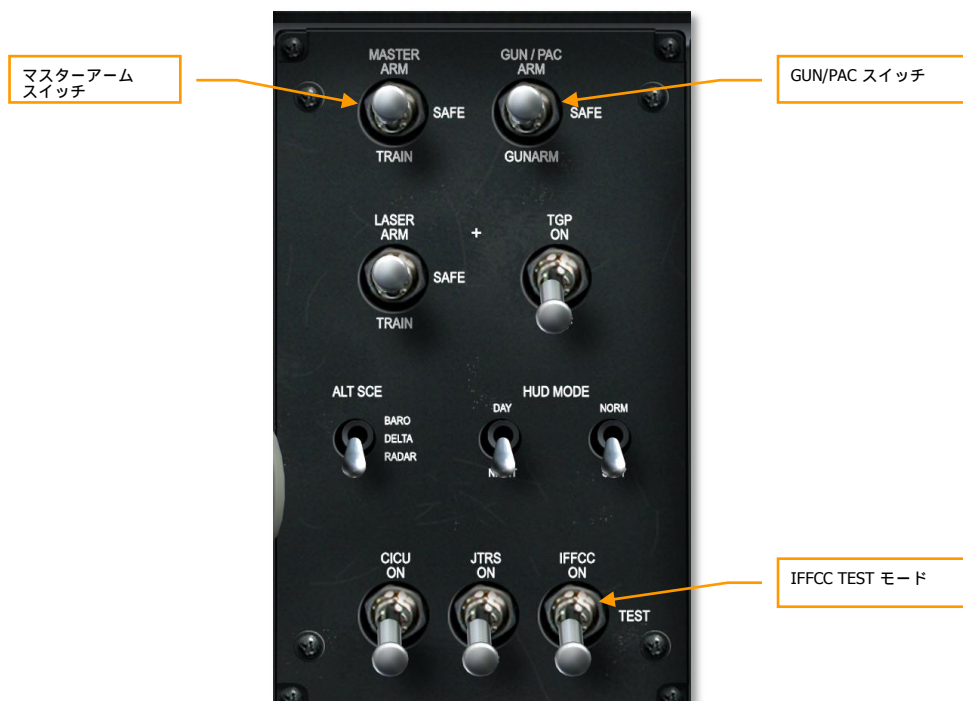 マスターアーム
スイッチ
MASTER
ARM
SAFE
TRAIN
GUN / PAC
ARM
SAFE
GUNARM
GUN/PAC スイッチ
LASER
ARM
SAFE
TRAIN
+
TGP
ON
ALT SCE
BARO
DELTA
RADAR
HUD MODE
DAY
NORM
CICU
ON
JTRS
ON
IFFCC
ON
TEST
IFFCC TEST モード